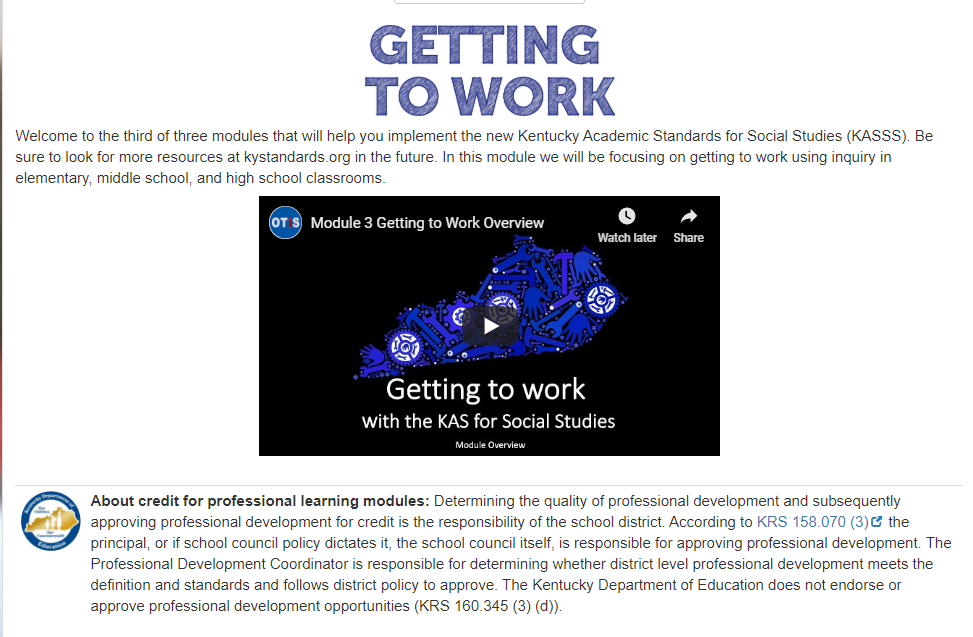 GETTING
TO WORK
Welcome to the third of three modules that will help you implement the new Kentucky Academic Standards for Social Studies (KASSS). Be
sure to look for more resources at kystandards.org in the future. In this module we will be focusing on getting to work using inquiry in
elementary, middle school, and high school classrooms.
OTIS
Module 3 Getting to Work Overview
Watch later
Share
Getting to work
with the KAS for Social Studies
Module Overview
About credit for professional learning modules: Determining the quality of professional development and subsequently
approving professional development for credit is the responsibility of the school district. According to KRS 158.070 (3) the
principal, or if school council policy dictates it, the school council itself, is responsible for approving professional development. The
Professional Development Coordinator is responsible for determining whether district level professional development meets the
definition and standards and follows district policy to approve. The Kentucky Department of Education does not endorse or
approve professional development opportunities (KRS 160.345 (3) (d)).
Kentucky Department of
Education